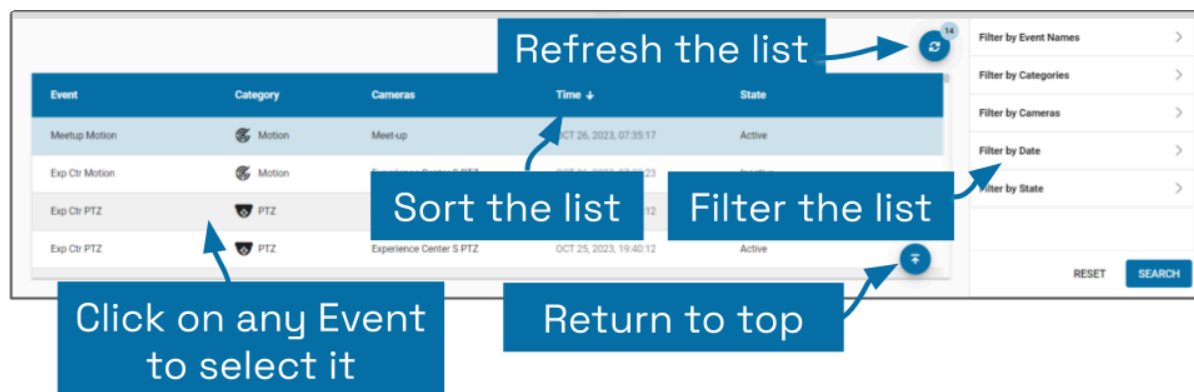 Refresh the list
14
Filter by Event Names
Filter by Categories
Filter by Cameras
Filter by Date
Filter by State
RESET
SEARCH
Event Category Cameras Time ↓ State
Meetup Motion Motion Meet-up OCT 26, 2023, 07:35:17 Active
Exp Ctr Motion Motion
Exp Ctr PTZ PTZ
Exp Ctr PTZ PTZ Experience Center S PTZ OCT 25, 2023, 19:40:12 Active
Sort the list
Filter the list
Click on any Event
to select it
Return to top